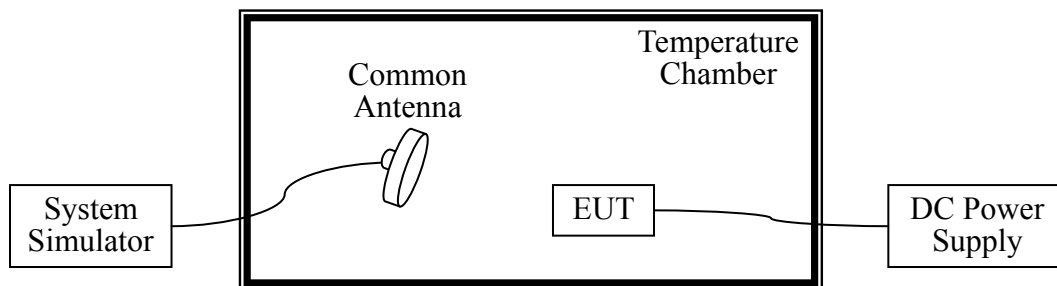 Temperature
Chamber
Common
Antenna
System
Simulator
EUT
DC Power
Supply